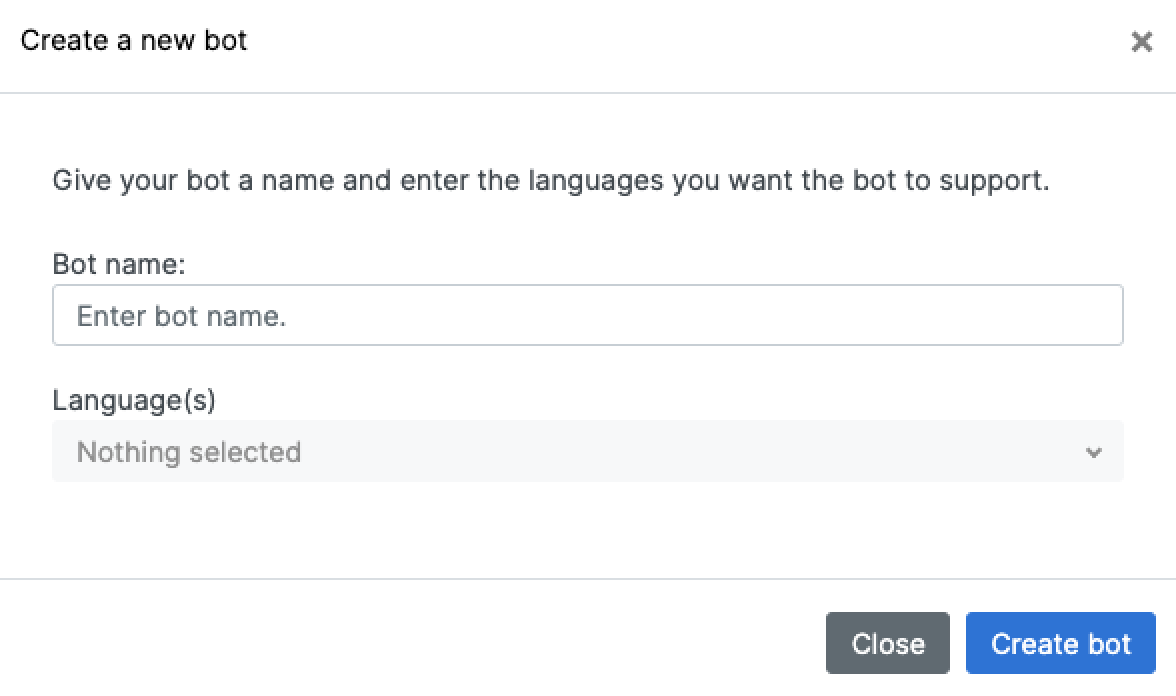 Create a new bot
Give your bot a name and enter the languages you want the bot to support.
Bot name:
Enter bot name.
Language(s)
Nothing selected
Close
Create bot